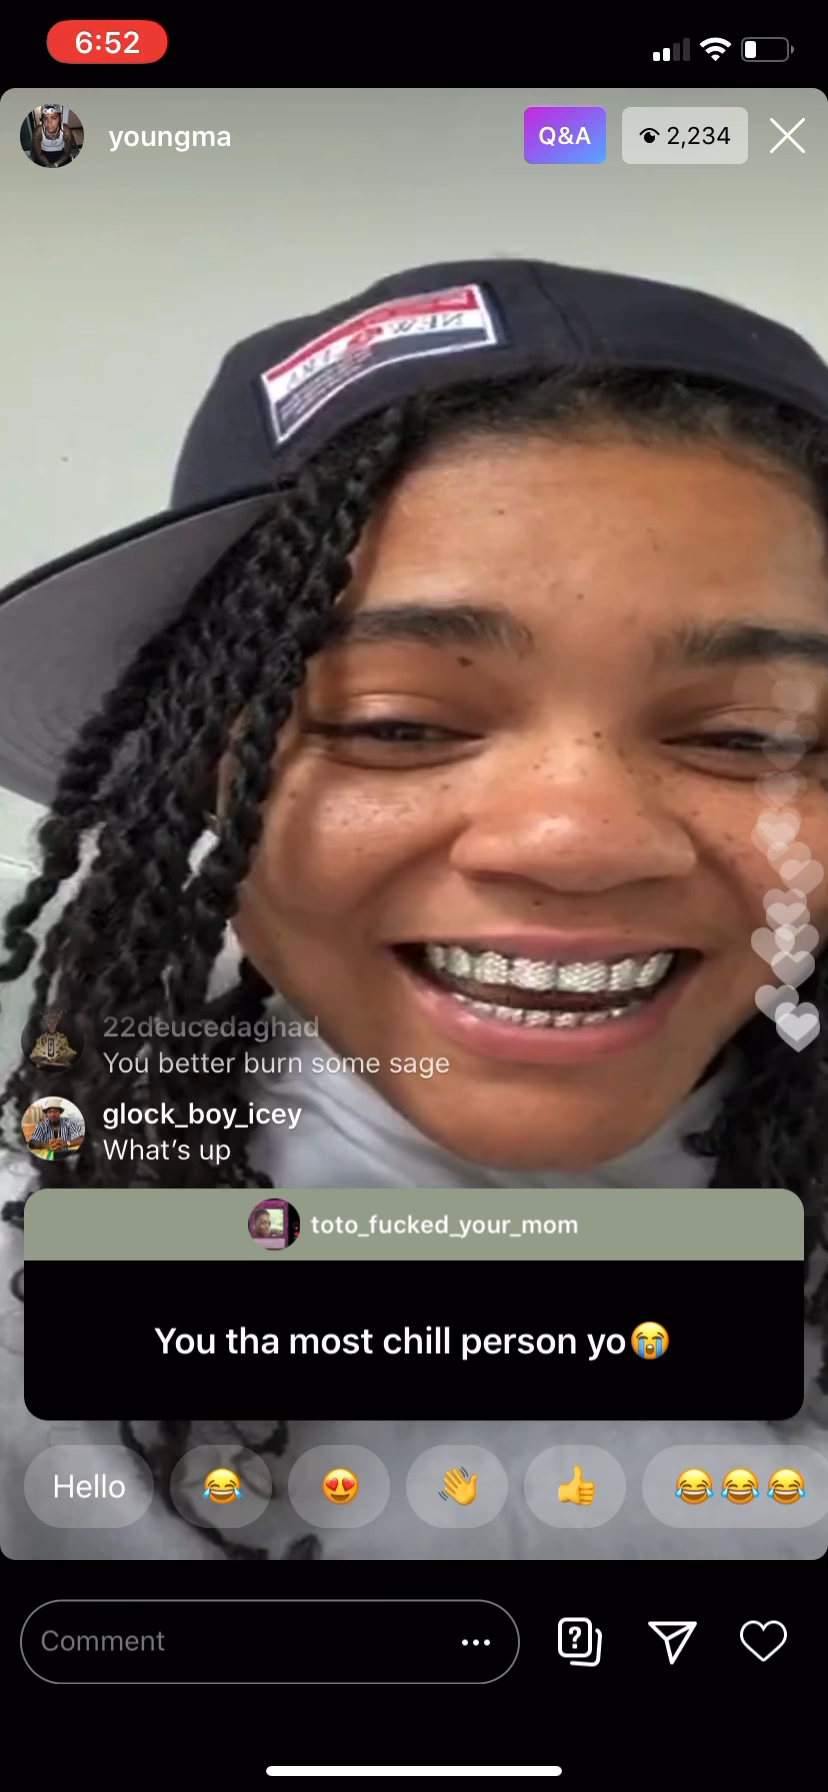 6:52
youngma
Q&A
2,234
22deucedaghad
You better burn some sage
glock_boy_icey
What’s up
toto_fucked_your_mom
You tha most chill person yo😭
Hello 😂 😍 👋 👍 😂😂😂
Comment